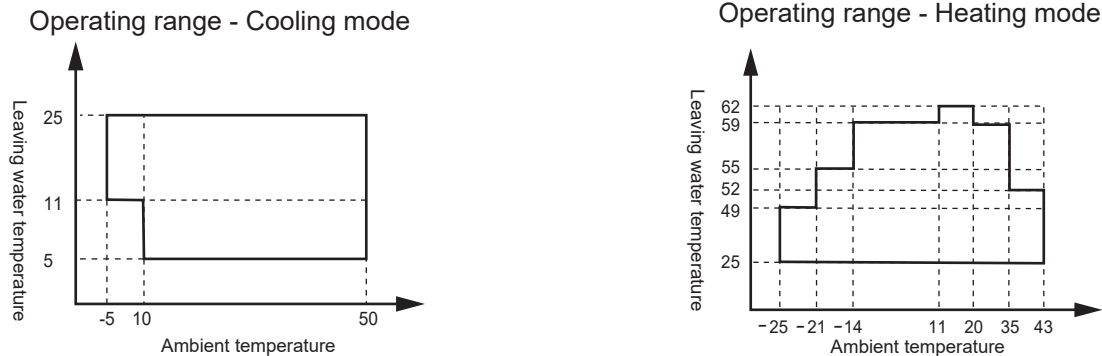 Operating range - Cooling mode
Leaving water temperature
25
11
5
-5 10 50
Ambient temperature
Operating range - Heating mode
Leaving water temperature
62
59
55
52
49
25
-25 -21 -14 11 20 35 43
Ambient temperature